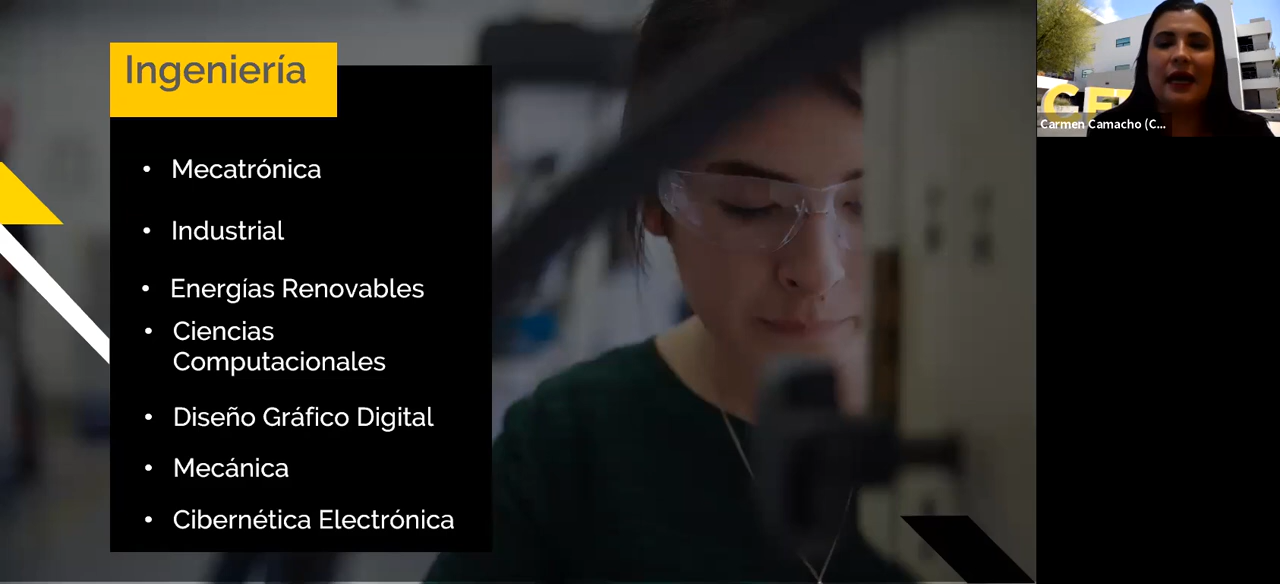 Ingeniería
• Mecatrónica
• Industrial
• Energías Renovables
• Ciencias
Computacionales
• Diseño Gráfico Digital
• Mecánica
• Cibernética Electrónica
Carmen Camacho (C...